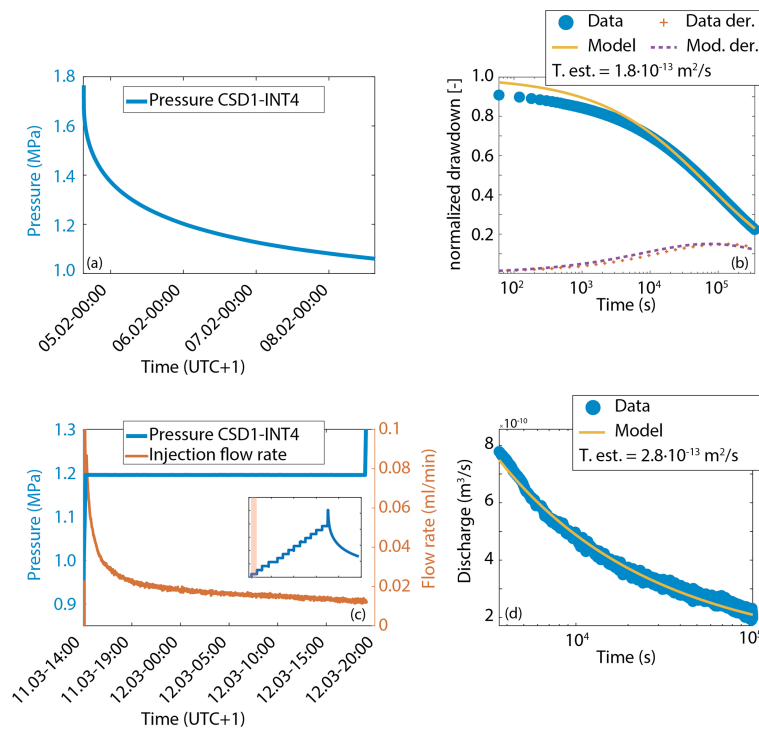 Data
Data der.
Model
Mod. der.
T. est. = 1.8·10⁻¹³ m²/s
1.8
1.6
1.4
1.2
1.0
Pressure (MPa)
Pressure CSD1-INT4
(a)
05.02-00:00
06.02-00:00
07.02-00:00
08.02-00:00
Time (UTC+1)
1.0
0.8
0.6
0.4
0.2
normalized drawdown [-]
(b)
10²
10³
10⁴
10⁵
Time (s)
1.3
1.2
1.1
1.0
0.9
Pressure (MPa)
Pressure CSD1-INT4
Injection flow rate
0.1
0.08
0.06
0.04
0.02
0
Flow rate (ml/min)
(c)
11.03-14:00
11.03-19:00
12.03-00:00
12.03-05:00
12.03-10:00
12.03-15:00
12.03-20:00
Time (UTC+1)
Data
Model
T. est. = 2.8·10⁻¹³ m²/s
×10⁻¹⁰
8
6
4
2
Discharge (m³/s)
(d)
10⁴
10⁵
Time (s)